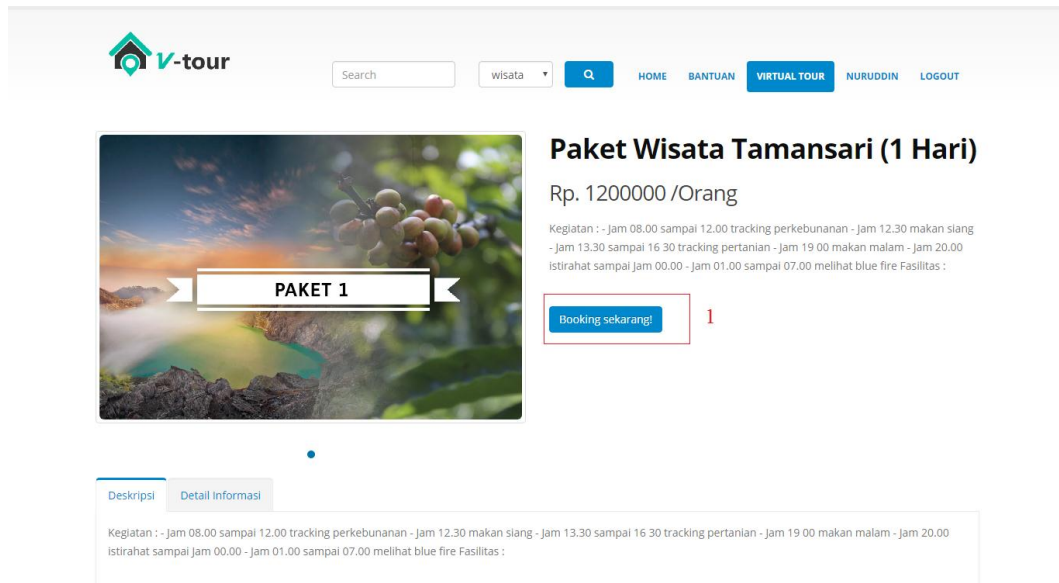 V-tour
Search
wisata
HOME
BANTUAN
VIRTUAL TOUR
NURUDDIN
LOGOUT
PAKET 1
Paket Wisata Tamansari (1 Hari)
Rp. 1200000 /Orang
Kegiatan : - Jam 08.00 sampai 12.00 tracking perkebunanan - Jam 12.30 makan siang
- Jam 13.30 sampai 16 30 tracking pertanian - Jam 19 00 makan malam - Jam 20.00
istirahat sampai Jam 00.00 - Jam 01.00 sampai 07.00 melihat blue fire Fasilitas :
Booking sekarang!
1
Deskripsi
Detail Informasi
Kegiatan : - Jam 08.00 sampai 12.00 tracking perkebunanan - Jam 12.30 makan siang - Jam 13.30 sampai 16 30 tracking pertanian - Jam 19 00 makan malam - Jam 20.00
istirahat sampai Jam 00.00 - Jam 01.00 sampai 07.00 melihat blue fire Fasilitas :